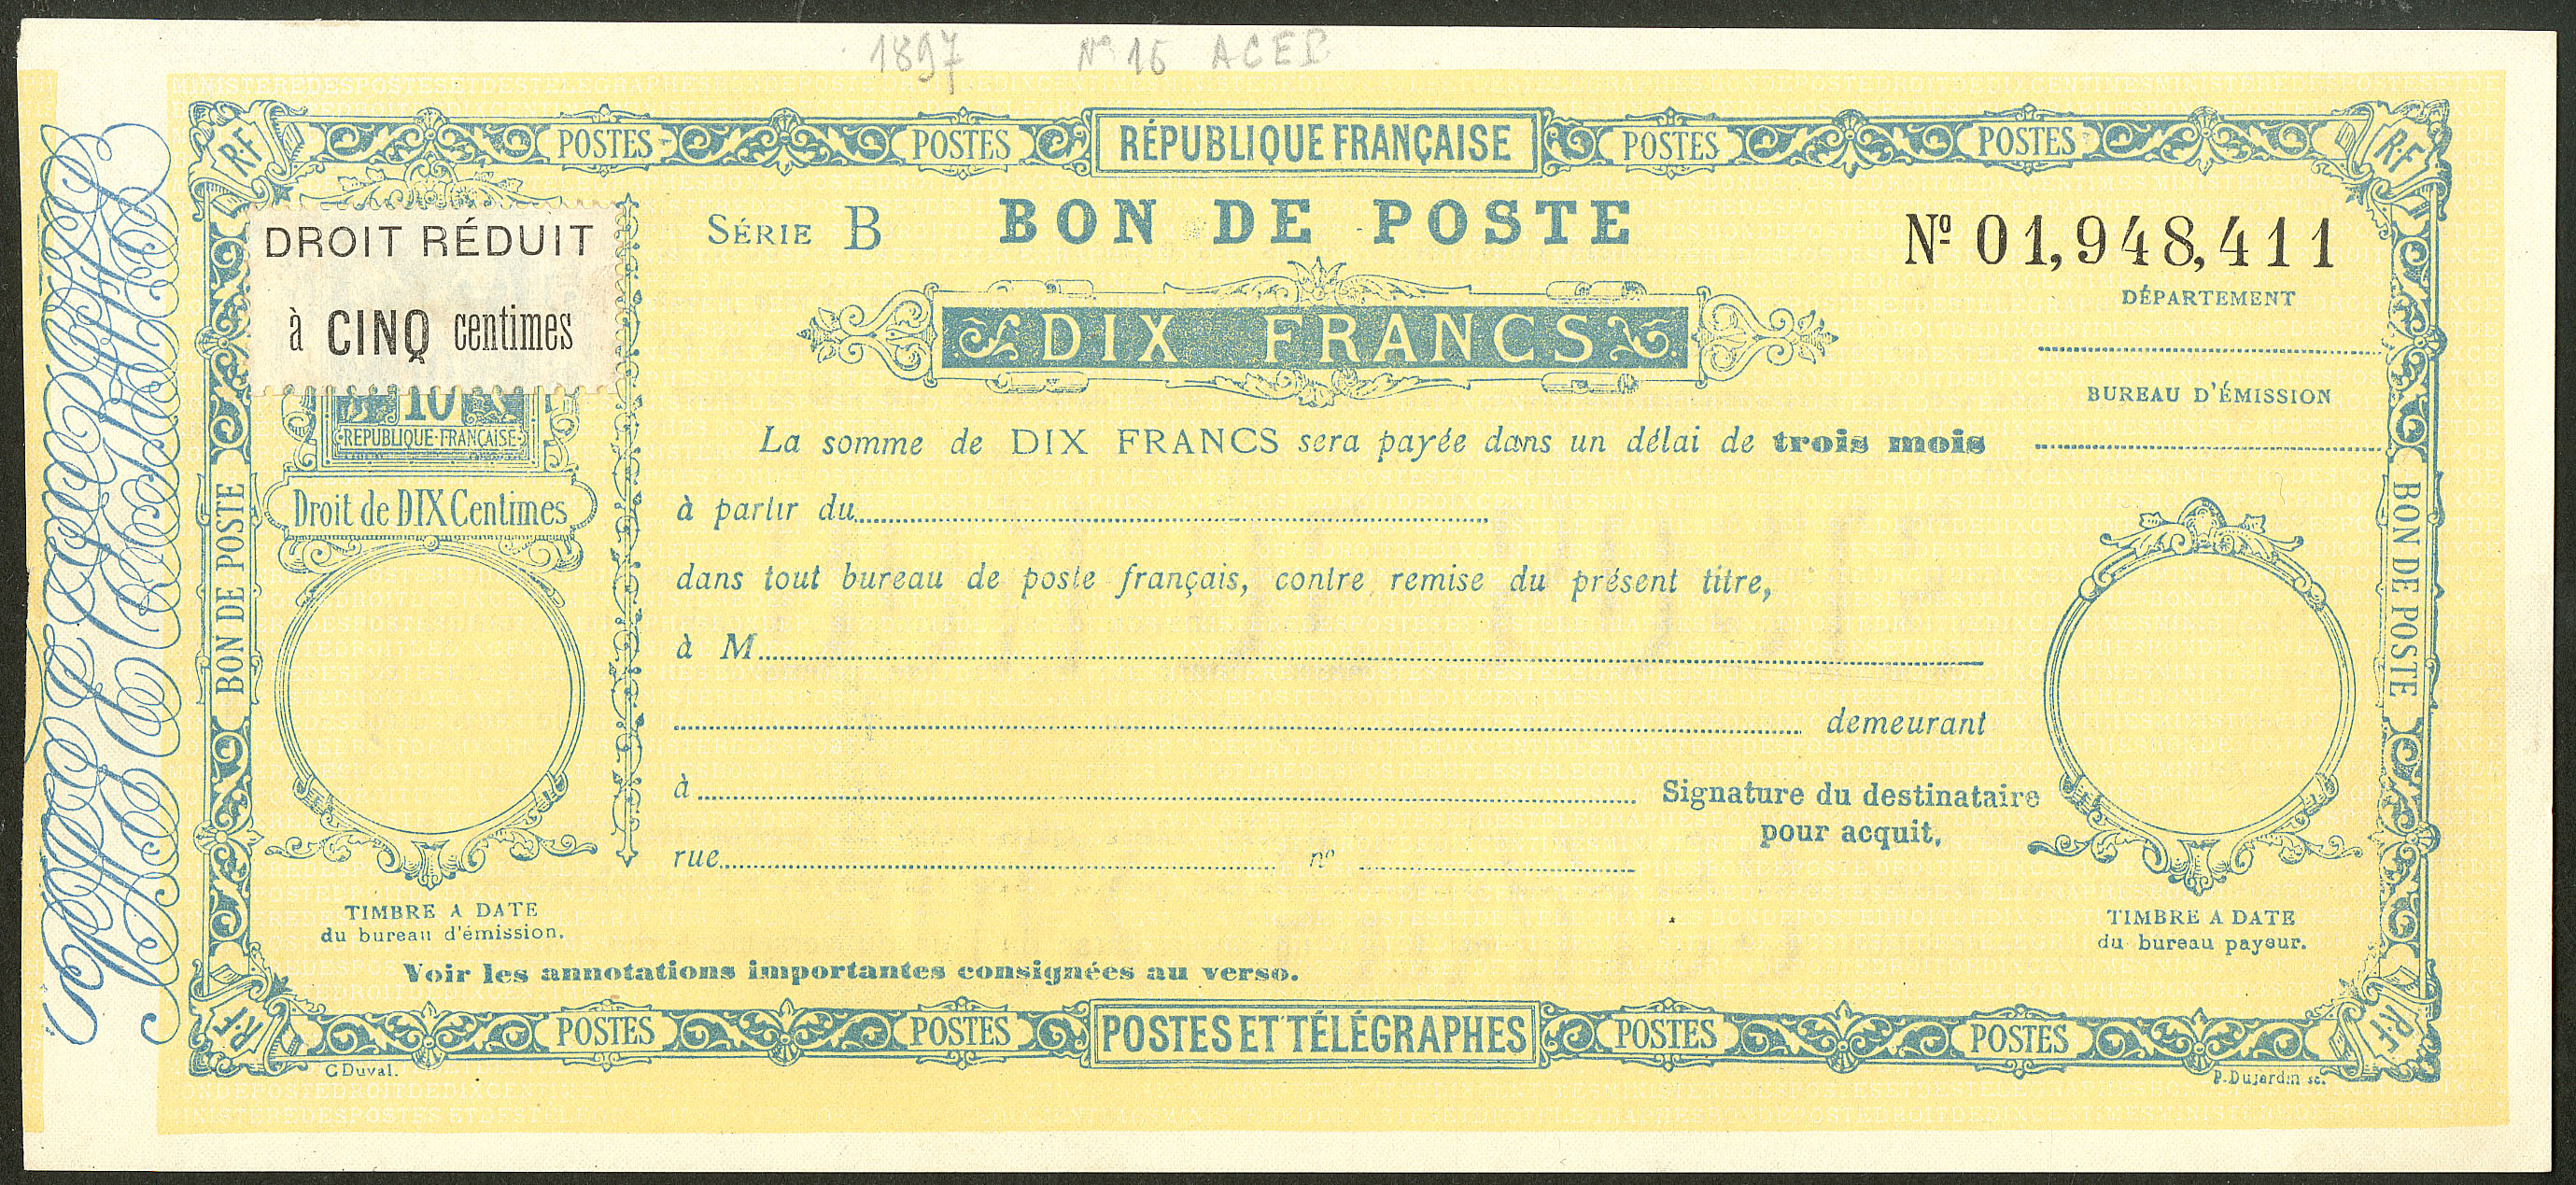 1897 Nº 15 ACEP
R·F POSTES POSTES RÉPUBLIQUE FRANÇAISE POSTES POSTES R·F
DROIT RÉDUIT
à CINQ centimes
10
REPUBLIQUE·FRANÇAISE
Droit de DIX Centimes
BON DE POSTE
TIMBRE A DATE
du bureau d'émission.
SÉRIE B
BON DE POSTE
Nº 01,948,411
DIX FRANCS
DÉPARTEMENT
BUREAU D'ÉMISSION
La somme de DIX FRANCS sera payée dans un délai de trois mois
à partir du
dans tout bureau de poste français, contre remise du présent titre,
à M
demeurant
à
rue nº
Signature du destinataire
pour acquit,
BON DE POSTE
TIMBRE A DATE
du bureau payeur.
Voir les annotations importantes consignées au verso.
R·F POSTES POSTES POSTES ET TÉLÉGRAPHES POSTES POSTES R·F
C Duval.
P. Dujardin sc.